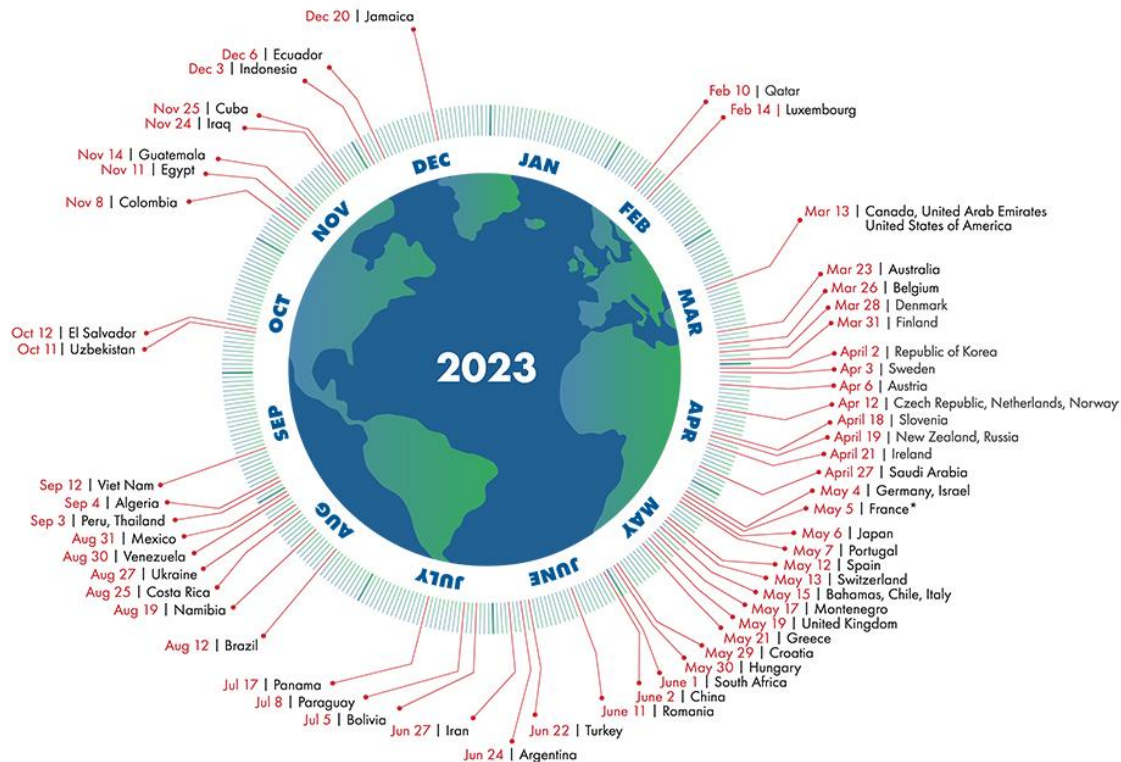 Dec 20 | Jamaica
Dec 6 | Ecuador
Dec 3 | Indonesia
Nov 25 | Cuba
Nov 24 | Iraq
Nov 14 | Guatemala
Nov 11 | Egypt
Nov 8 | Colombia
Oct 12 | El Salvador
Oct 11 | Uzbekistan
Sep 12 | Viet Nam
Sep 4 | Algeria
Sep 3 | Peru, Thailand
Aug 31 | Mexico
Aug 30 | Venezuela
Aug 27 | Ukraine
Aug 25 | Costa Rica
Aug 19 | Namibia
Aug 12 | Brazil
Jul 17 | Panama
Jul 8 | Paraguay
Jul 5 | Bolivia
Jun 27 | Iran
Jun 24 | Argentina
Jun 22 | Turkey
Feb 10 | Qatar
Feb 14 | Luxembourg
Mar 13 | Canada, United Arab Emirates
United States of America
Mar 23 | Australia
Mar 26 | Belgium
Mar 28 | Denmark
Mar 31 | Finland
April 2 | Republic of Korea
Apr 3 | Sweden
Apr 6 | Austria
Apr 12 | Czech Republic, Netherlands, Norway
April 18 | Slovenia
April 19 | New Zealand, Russia
April 21 | Ireland
April 27 | Saudi Arabia
May 4 | Germany, Israel
May 5 | France*
May 6 | Japan
May 7 | Portugal
May 12 | Spain
May 13 | Switzerland
May 15 | Bahamas, Chile, Italy
May 17 | Montenegro
May 19 | United Kingdom
May 21 | Greece
May 29 | Croatia
May 30 | Hungary
June 1 | South Africa
June 2 | China
June 11 | Romania
JAN
FEB
MAR
APR
MAY
JUNE
JULY
AUG
SEP
OCT
NOV
DEC
2023